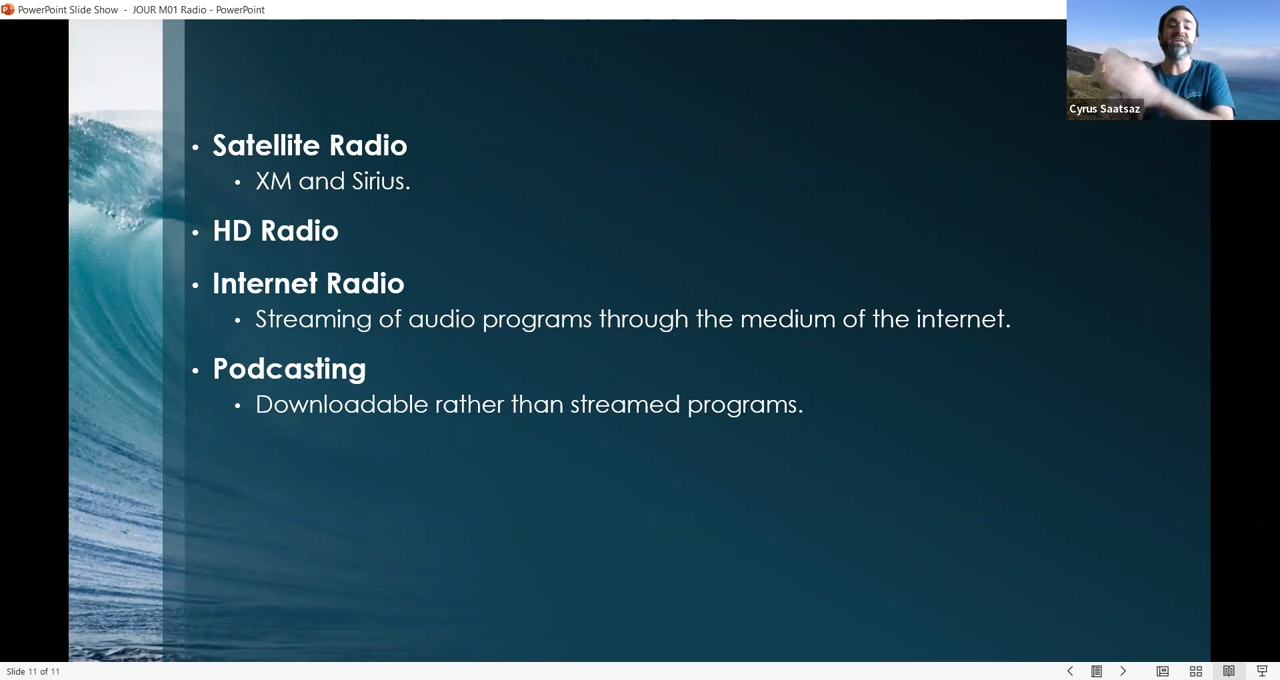 PowerPoint Slide Show - JOUR M01 Radio - PowerPoint
Cyrus Saatsaz
• Satellite Radio
• XM and Sirius.
• HD Radio
• Internet Radio
• Streaming of audio programs through the medium of the internet.
• Podcasting
• Downloadable rather than streamed programs.
Slide 11 of 11